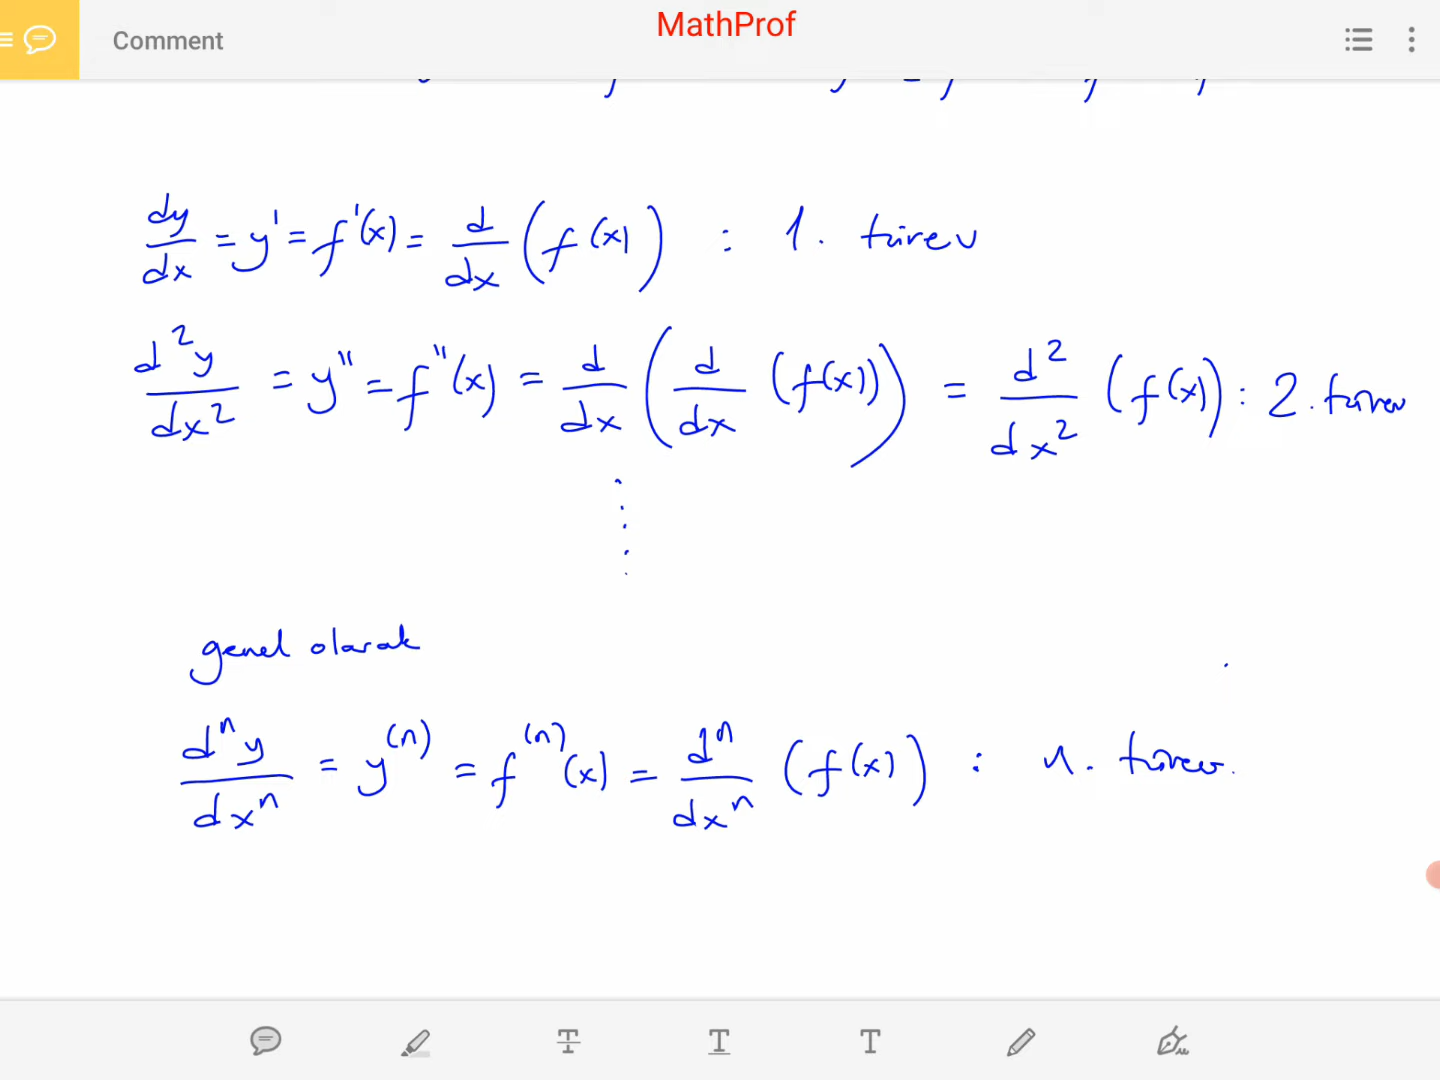 MathProf
Comment
dy/dx = y' = f'(x) = d/dx (f(x)) : 1. türev
d²y/dx² = y'' = f''(x) = d/dx (d/dx (f(x))) = d²/dx² (f(x)) : 2. türev
genel olarak
dⁿy/dxⁿ = y⁽ⁿ⁾ = f⁽ⁿ⁾(x) = dⁿ/dxⁿ (f(x)) : n. türev.